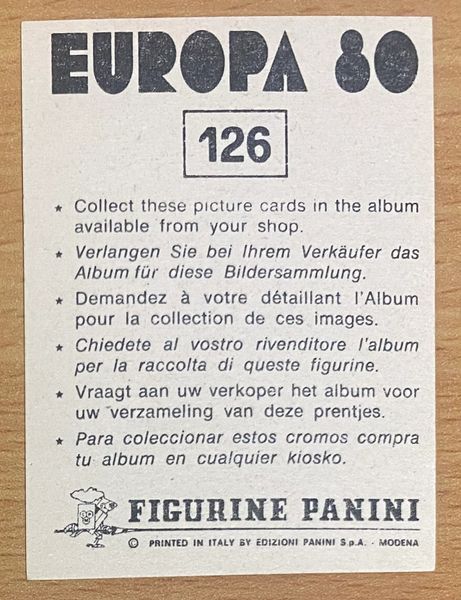 EUROPA 80
126
★ Collect these picture cards in the album
available from your shop.
★ Verlangen Sie bei Ihrem Verkäufer das
Album für diese Bildersammlung.
★ Demandez à votre détaillant l'Album
pour la collection de ces images.
★ Chiedete al vostro rivenditore l'album
per la raccolta di queste figurine.
★ Vraagt aan uw verkoper het album voor
uw verzameling van deze prentjes.
★ Para coleccionar estos cromos compra
tu album en cualquier kiosko.
FIGURINE PANINI
© PRINTED IN ITALY BY EDIZIONI PANINI S.p.A. - MODENA